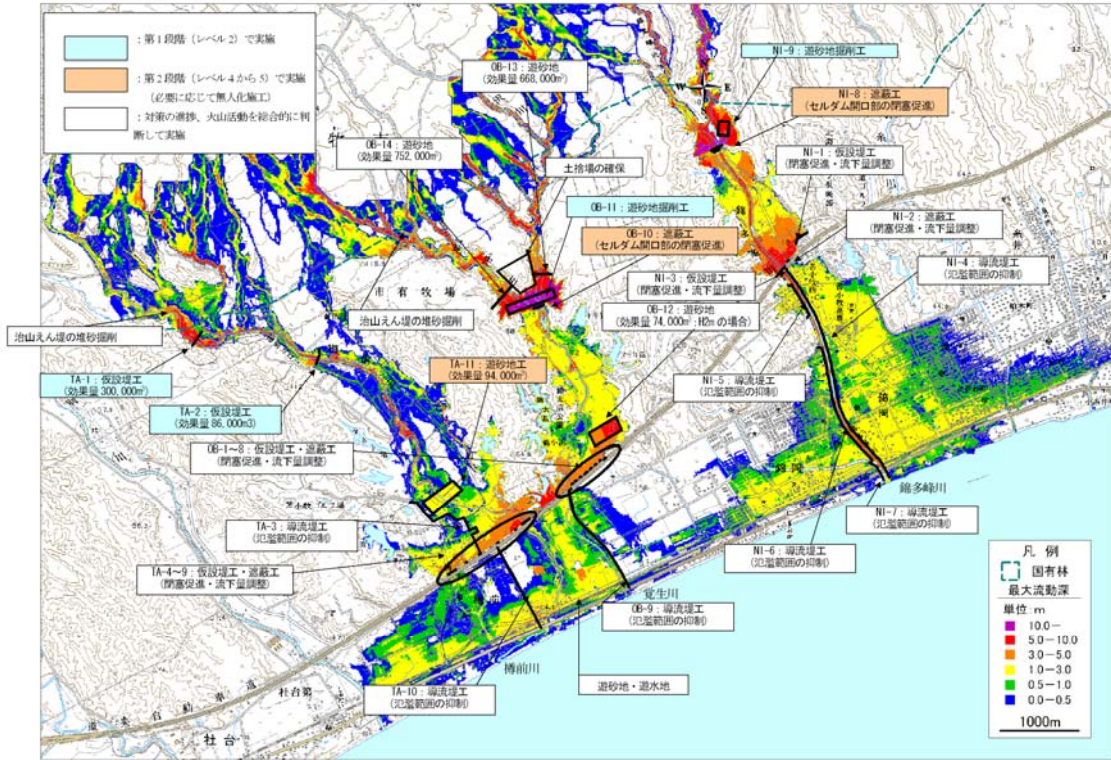 ：第1段階（レベル2）で実施
：第2段階（レベル4から5）で実施
（必要に応じて無人化施工）
：対策の進捗、火山活動を総合的に判
断して実施
OB-13：遊砂地
（効果量 668,000m³）
NI-9：遊砂地掘削工
W
E
NI-8：遮蔽工
（セルダム開口部の閉塞促進）
OB-14：遊砂地
（効果量 752,000m³）
土捨場の確保
NI-1：仮設堤工
（閉塞促進・流下量調整）
OB-11：遊砂地掘削工
NI-2：遮蔽工
（閉塞促進・流下量調整）
OB-10：遮蔽工
（セルダム開口部の閉塞促進）
NI-4：導流堤工
（氾濫範囲の抑制）
NI-3：仮設堤工
（閉塞促進・流下量調整）
市有牧場
OB-12：遊砂地
（効果量 74,000m³：H2m の場合）
治山えん堤の堆砂掘削
治山えん堤の堆砂掘削
TA-1：仮設堤工
（効果量 300,000m³）
TA-11：遊砂地工
（効果量 94,000m³）
NI-5：導流堤工
（氾濫範囲の抑制）
TA-2：仮設堤工
（効果量 86,000m3）
OB-1～8：仮設堤工・遮蔽工
（閉塞促進・流下量調整）
錦岡
錦多峰川
TA-3：導流堤工
（氾濫範囲の抑制）
NI-7：導流堤工
（氾濫範囲の抑制）
NI-6：導流堤工
（氾濫範囲の抑制）
TA-4～9：仮設堤工・遮蔽工
（閉塞促進・流下量調整）
覚生川
OB-9：導流堤工
（氾濫範囲の抑制）
樽前川
遊砂地・遊水地
TA-10：導流堤工
（氾濫範囲の抑制）
社台
道央自動車道
凡例
国有林
最大流動深
単位：m
10.0－
5.0－10.0
3.0－5.0
1.0－3.0
0.5－1.0
0.0－0.5
1000m